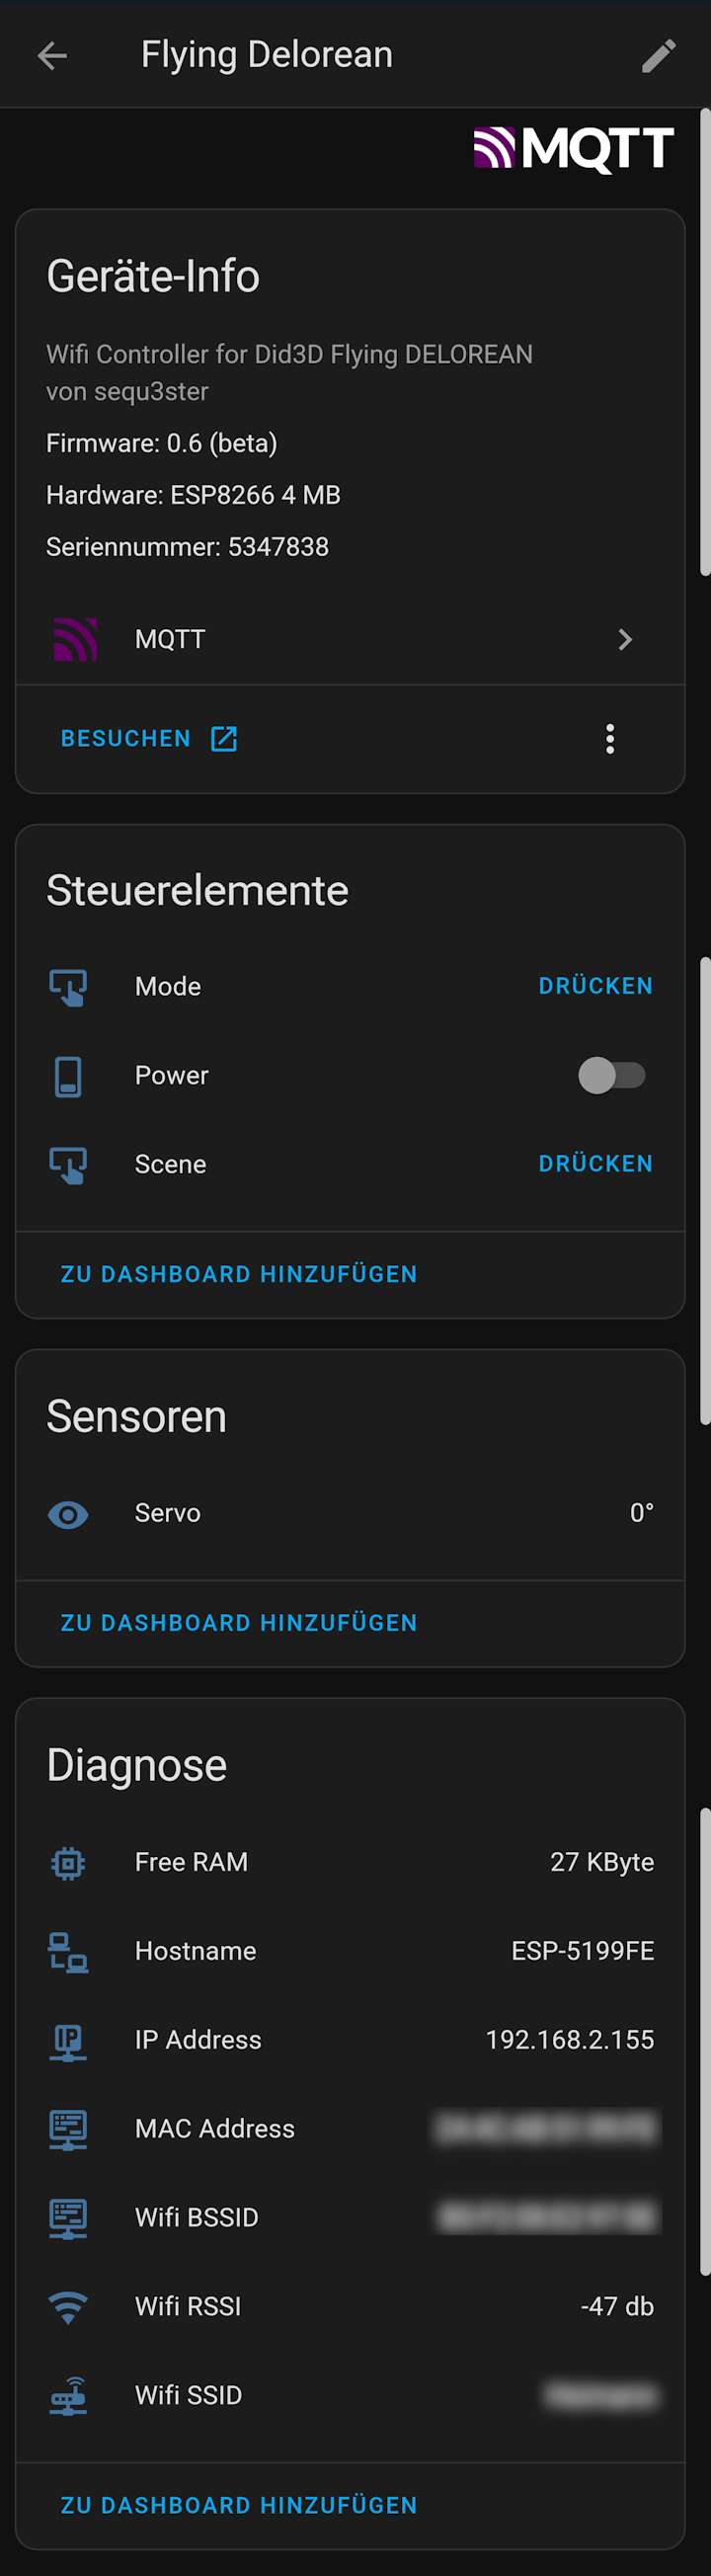 Flying Delorean
MQTT
Geräte-Info
Wifi Controller for Did3D Flying DELOREAN
von sequ3ster
Firmware: 0.6 (beta)
Hardware: ESP8266 4 MB
Seriennummer: 5347838
MQTT
BESUCHEN
Steuerelemente
Mode DRÜCKEN
Power
Scene DRÜCKEN
ZU DASHBOARD HINZUFÜGEN
Sensoren
Servo 0°
ZU DASHBOARD HINZUFÜGEN
Diagnose
Free RAM 27 KByte
Hostname ESP-5199FE
IP Address 192.168.2.155
MAC Address
Wifi BSSID
Wifi RSSI -47 db
Wifi SSID
ZU DASHBOARD HINZUFÜGEN